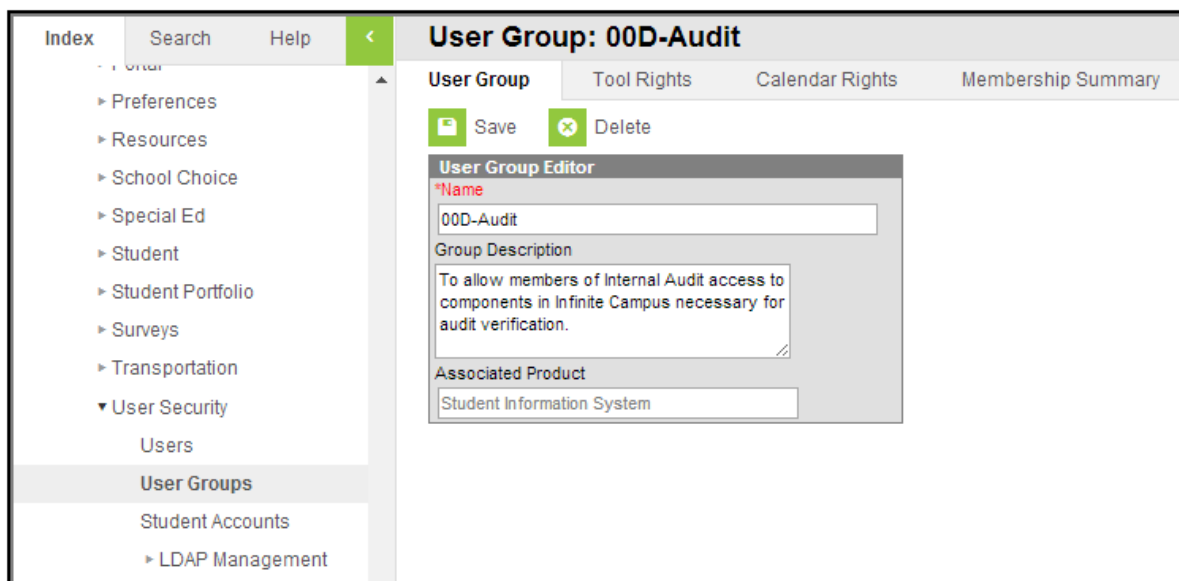 Index Search Help
Portal
Preferences
Resources
School Choice
Special Ed
Student
Student Portfolio
Surveys
Transportation
User Security
Users
User Groups
Student Accounts
LDAP Management
User Group: 00D-Audit
User Group Tool Rights Calendar Rights Membership Summary
Save Delete
User Group Editor
*Name
00D-Audit
Group Description
To allow members of Internal Audit access to
components in Infinite Campus necessary for
audit verification.
Associated Product
Student Information System